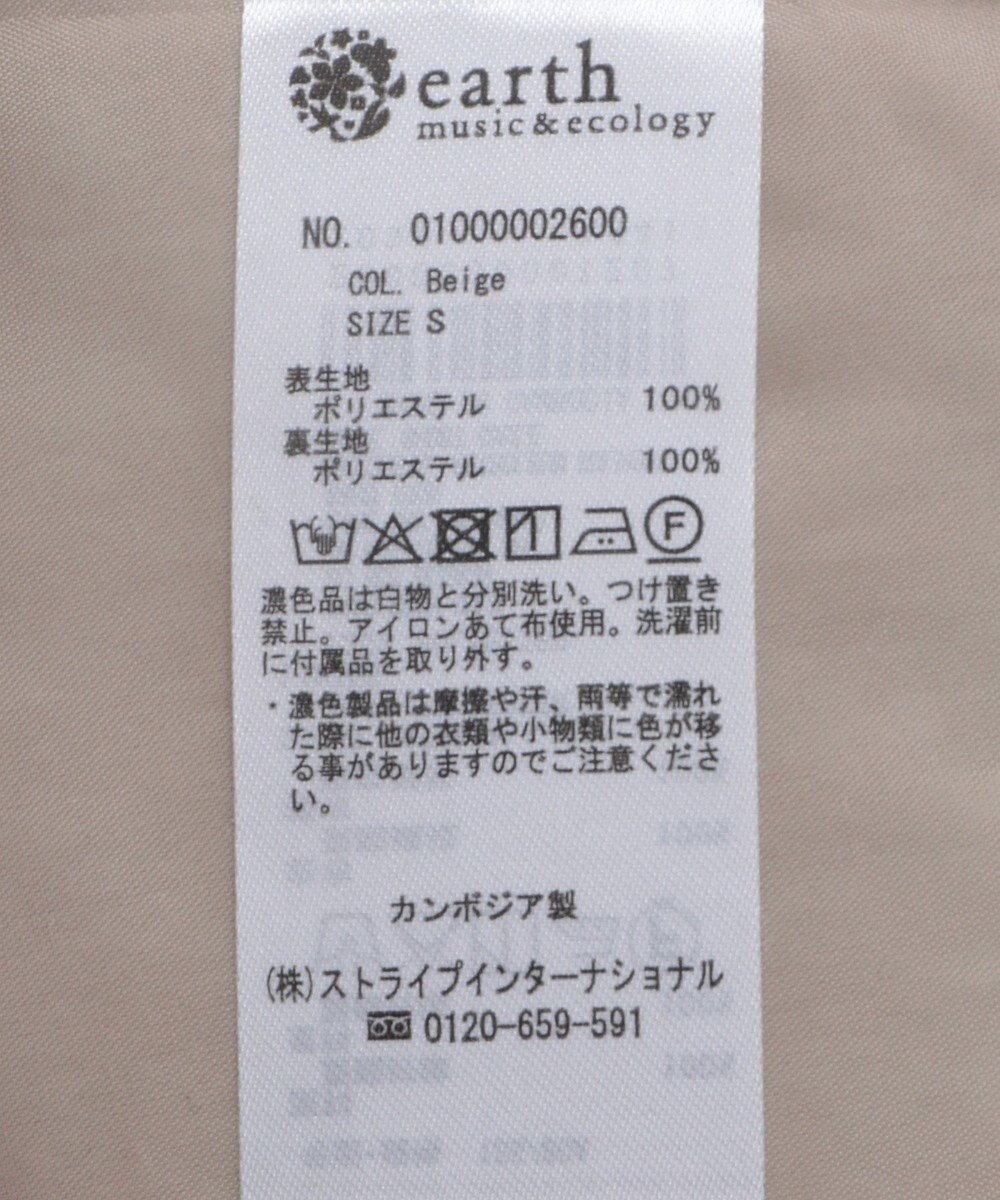 earth
music&ecology
NO. 01000002600
COL. Beige
SIZE S
表生地
ポリエステル 100%
裏生地
ポリエステル 100%
F
濃色品は白物と分別洗い。つけ置き
禁止。アイロンあて布使用。洗濯前
に付属品を取り外す。
・濃色製品は摩擦や汗、雨等で濡れ
た際に他の衣類や小物類に色が移
る事がありますのでご注意くださ
い。
カンボジア製
(株)ストライプインターナショナル
0120-659-591